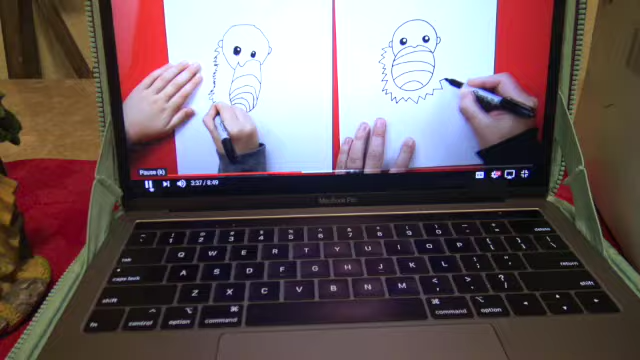 Pause (k)
3:37 / 8:49
MacBook Pro
delete
tab Q W E R T Y U I O P
caps lock A S D F G H J K L return
shift Z X C V B N M shift
fn control option command command option